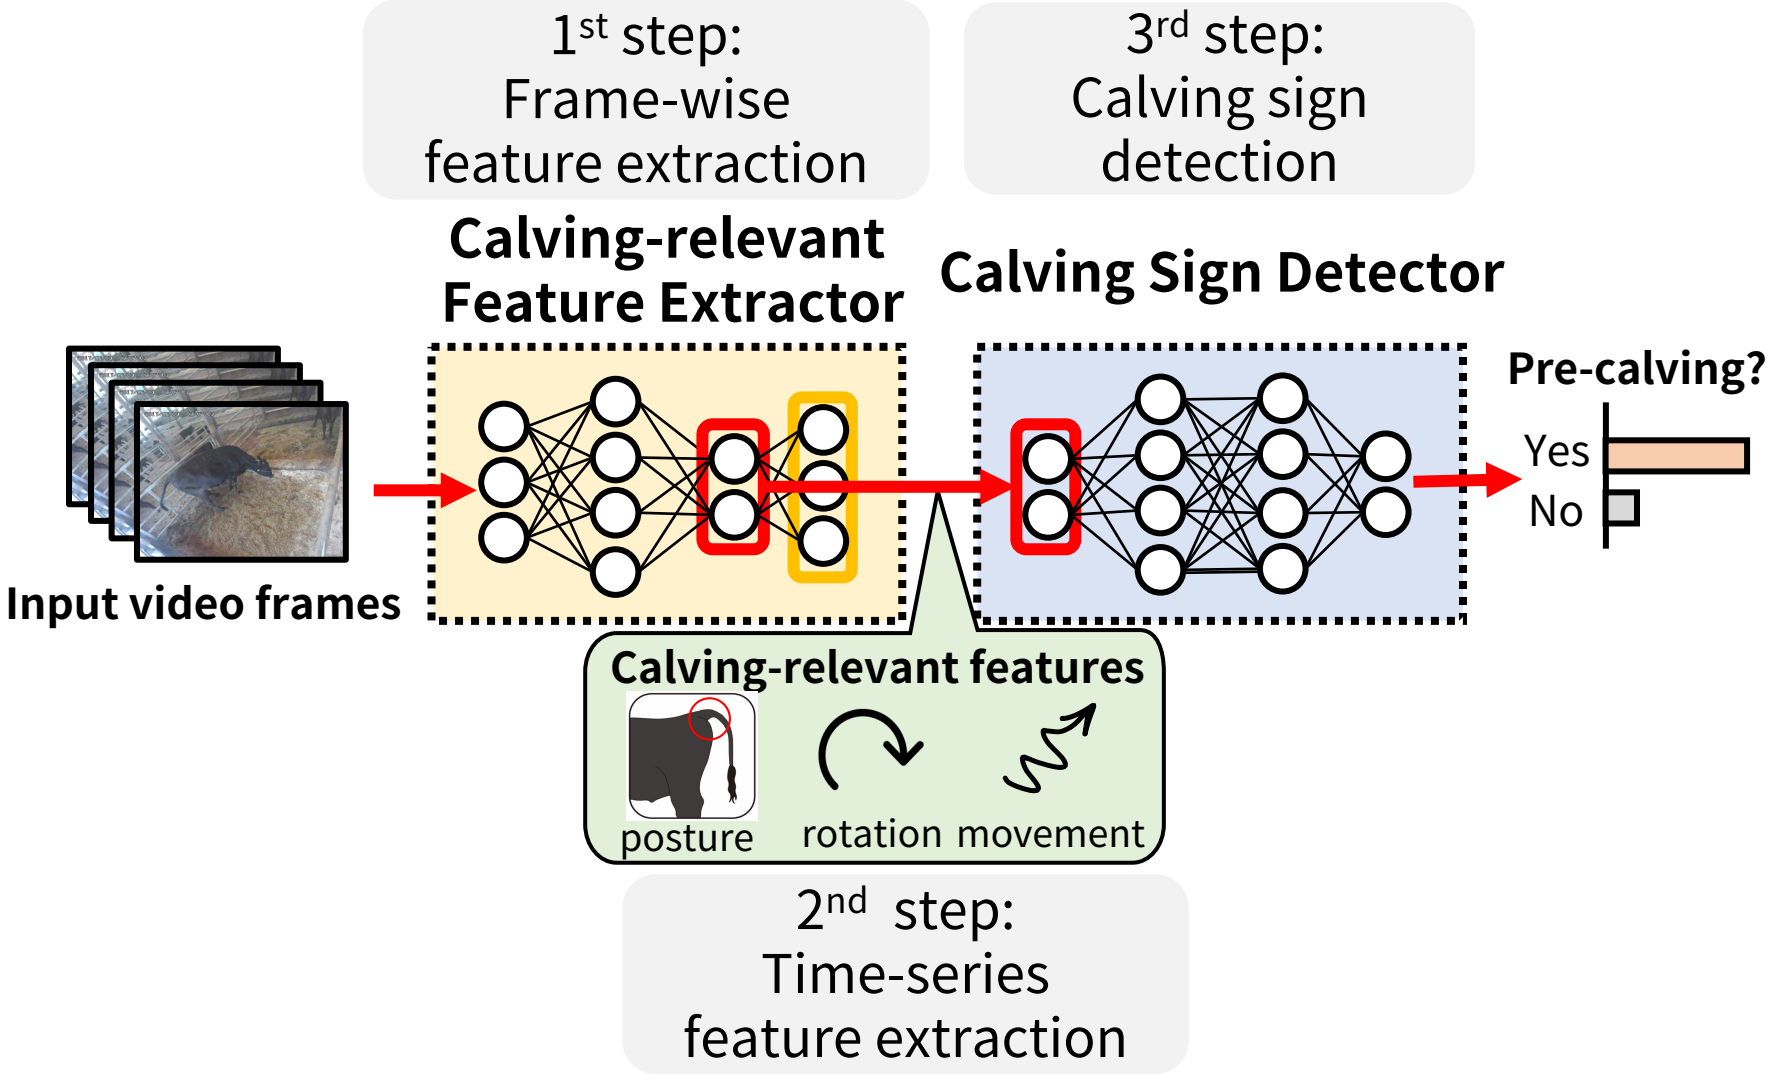 1st step:
Frame-wise
feature extraction
3rd step:
Calving sign
detection
Calving-relevant
Feature Extractor
Calving Sign Detector
Input video frames
Pre-calving?
Yes
No
Calving-relevant features
posture
rotation
movement
2nd step:
Time-series
feature extraction